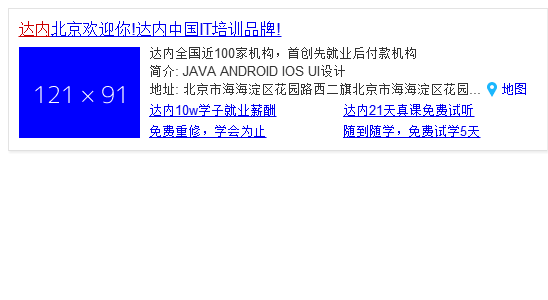 达内北京欢迎你!达内中国IT培训品牌!
121 × 91
达内全国近100家机构，首创先就业后付款机构
简介: JAVA ANDROID IOS UI设计
地址: 北京市海海淀区花园路西二旗北京市海海淀区花园... 地图
达内10w学子就业薪酬 达内21天真课免费试听
免费重修，学会为止 随到随学，免费试学5天